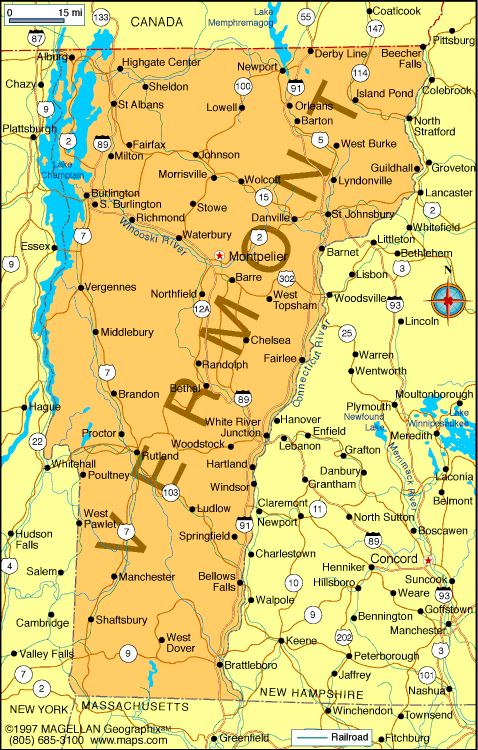 0 15 mi
133
CANADA
Lake
Memphremagog
55
Coaticook
147
Pittsburg
87
Alburg
Highgate Center
Derby Line
Beecher
Falls
Newport
114
Chazy
Sheldon
100
91
Colebrook
Island Pond
St Albans
Lowell
Orleans
Barton
North
Stratford
9
Plattsburgh
2
89
Fairfax
5
West Burke
Milton
Johnson
Guildhall
Groveton
Lake
Champlain
Morrisville
Wolcott
Lyndonville
Lancaster
Burlington
S. Burlington
15
Stowe
Danville
St Johnsbury
2
Richmond
Winooski River
Waterbury
7
2
Whitefield
Essex
Littleton
Montpelier
Barnet
Bethlehem
9
Barre
302
Lisbon
3
N
Vergennes
Northfield
West
Topsham
Woodsville
93
12A
Lincoln
Middlebury
Chelsea
25
Randolph
Fairlee
Warren
Connecticut River
7
Wentworth
Brandon
Bethel
89
Moultonborough
Hague
Plymouth
Lake
Winnipesaukee
White River
Junction
Hanover
Newfound
Lake
Meredith
22
Proctor
Woodstock
Lebanon
Enfield
Merrimack River
Rutland
Grafton
Whitehall
Poultney
Hartland
Danbury
Laconia
103
Windsor
Grantham
Belmont
West
Pawlet
Ludlow
Claremont
11
Newport
North Sutton
7
91
Boscawen
Hudson
Falls
Springfield
89
Charlestown
Concord
4
Henniker
Salem
Manchester
Bellows
Falls
10
Hillsboro
Suncook
93
Walpole
Weare
Goffstown
Cambridge
Shaftsbury
9
Bennington
Manchester
West
Dover
Keene
202
3
Valley Falls
9
Peterborough
7
Brattleboro
Jaffrey
101
2
NEW HAMPSHIRE
Nashua
NEW YORK
MASSACHUSETTS
Winchendon
Townsend
©1997 MAGELLAN Geographix℠
(805) 685-3100 www.maps.com
Greenfield
Railroad
Fitchburg
VERMONT